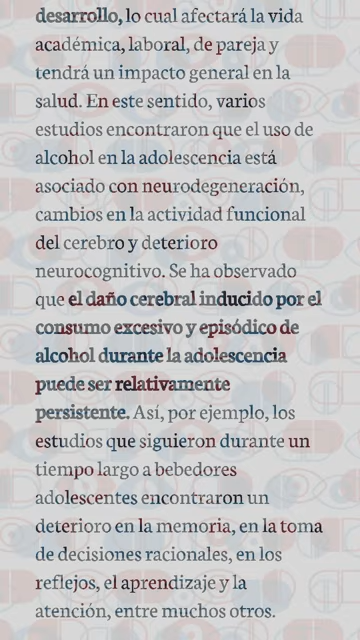 desarrollo, lo cual afectará la vida
académica, laboral, de pareja y
tendrá un impacto general en la
salud. En este sentido, varios
estudios encontraron que el uso de
alcohol en la adolescencia está
asociado con neurodegeneración,
cambios en la actividad funcional
del cerebro y deterioro
neurocognitivo. Se ha observado
que el daño cerebral inducido por el
consumo excesivo y episódico de
alcohol durante la adolescencia
puede ser relativamente
persistente. Así, por ejemplo, los
estudios que siguieron durante un
tiempo largo a bebedores
adolescentes encontraron un
deterioro en la memoria, en la toma
de decisiones racionales, en los
reflejos, el aprendizaje y la
atención, entre muchos otros.